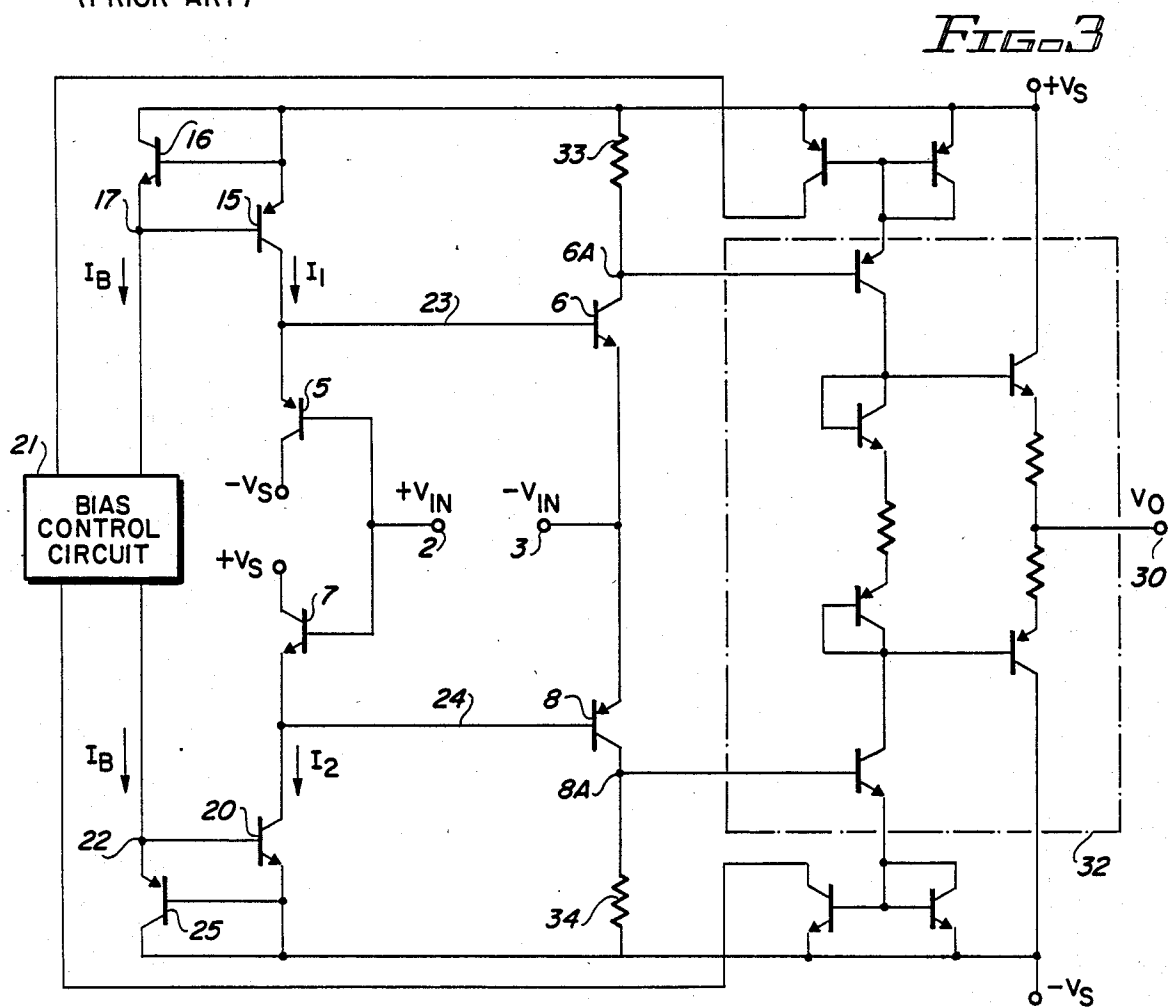 (PRIOR ART)
FIG. 3
+VS
16
33
17
15
6A
IB
I1
23
6
5
21
-VS
+VIN
-VIN
VO
BIAS
CONTROL
CIRCUIT
2
3
30
+VS
7
24
8
IB
I2
8A
20
22
32
34
25
-VS